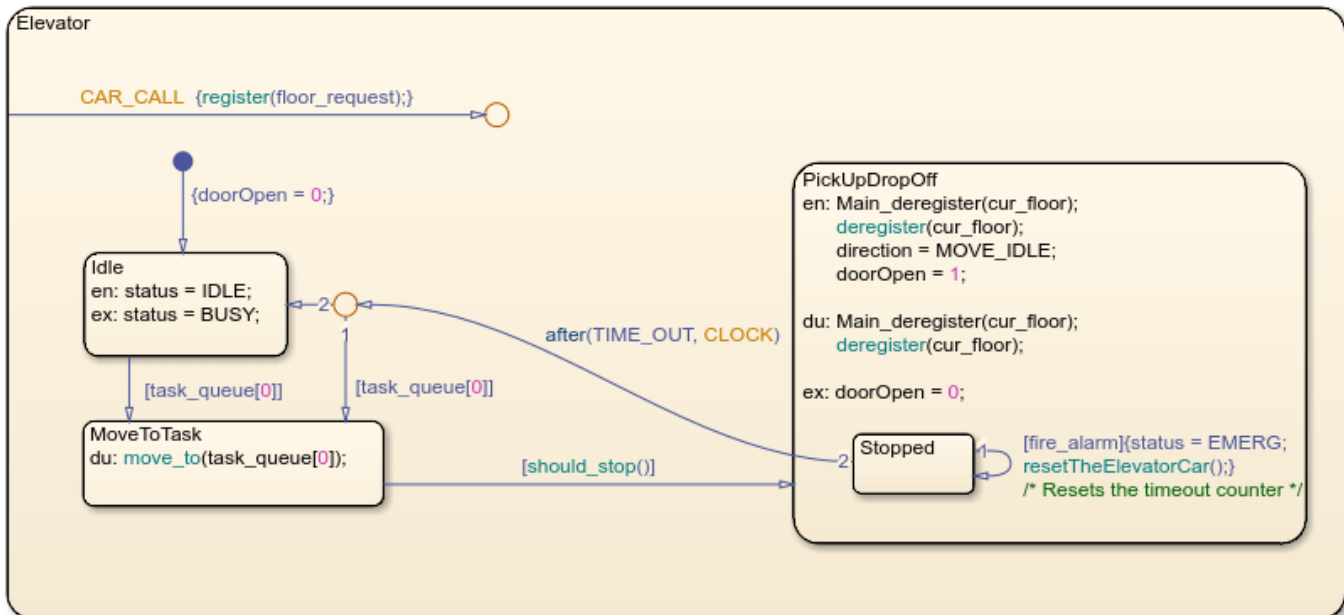 Elevator
CAR_CALL {register(floor_request);}
{doorOpen = 0;}
Idle
en: status = IDLE;
ex: status = BUSY;
2
1
[task_queue[0]]
[task_queue[0]]
MoveToTask
du: move_to(task_queue[0]);
[should_stop()]
after(TIME_OUT, CLOCK)
PickUpDropOff
en: Main_deregister(cur_floor);
deregister(cur_floor);
direction = MOVE_IDLE;
doorOpen = 1;
du: Main_deregister(cur_floor);
deregister(cur_floor);
ex: doorOpen = 0;
Stopped
2
1
[fire_alarm]{status = EMERG;
resetTheElevatorCar();}
/* Resets the timeout counter */